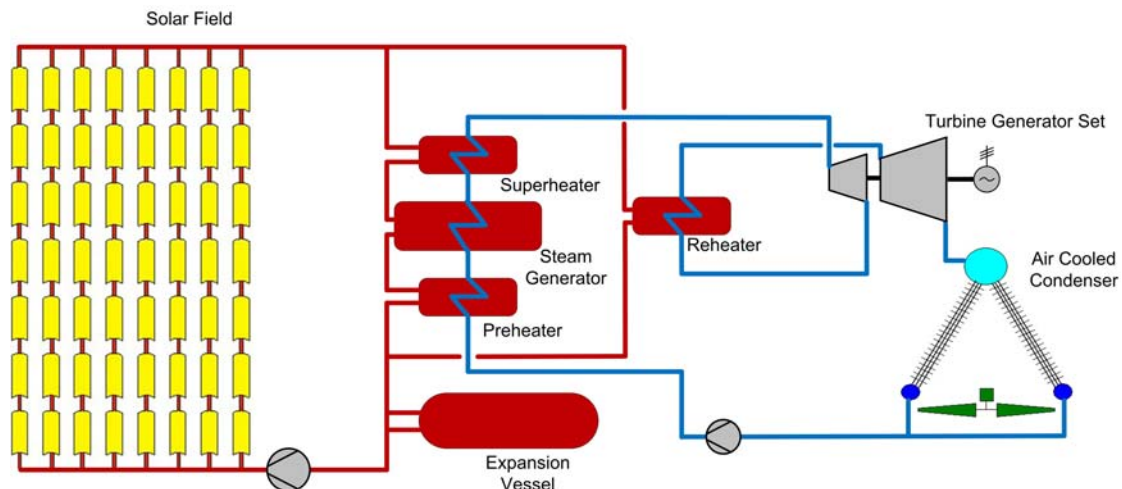 Solar Field
Turbine Generator Set
Superheater
Steam
Generator
Reheater
Air Cooled
Condenser
Preheater
Expansion
Vessel